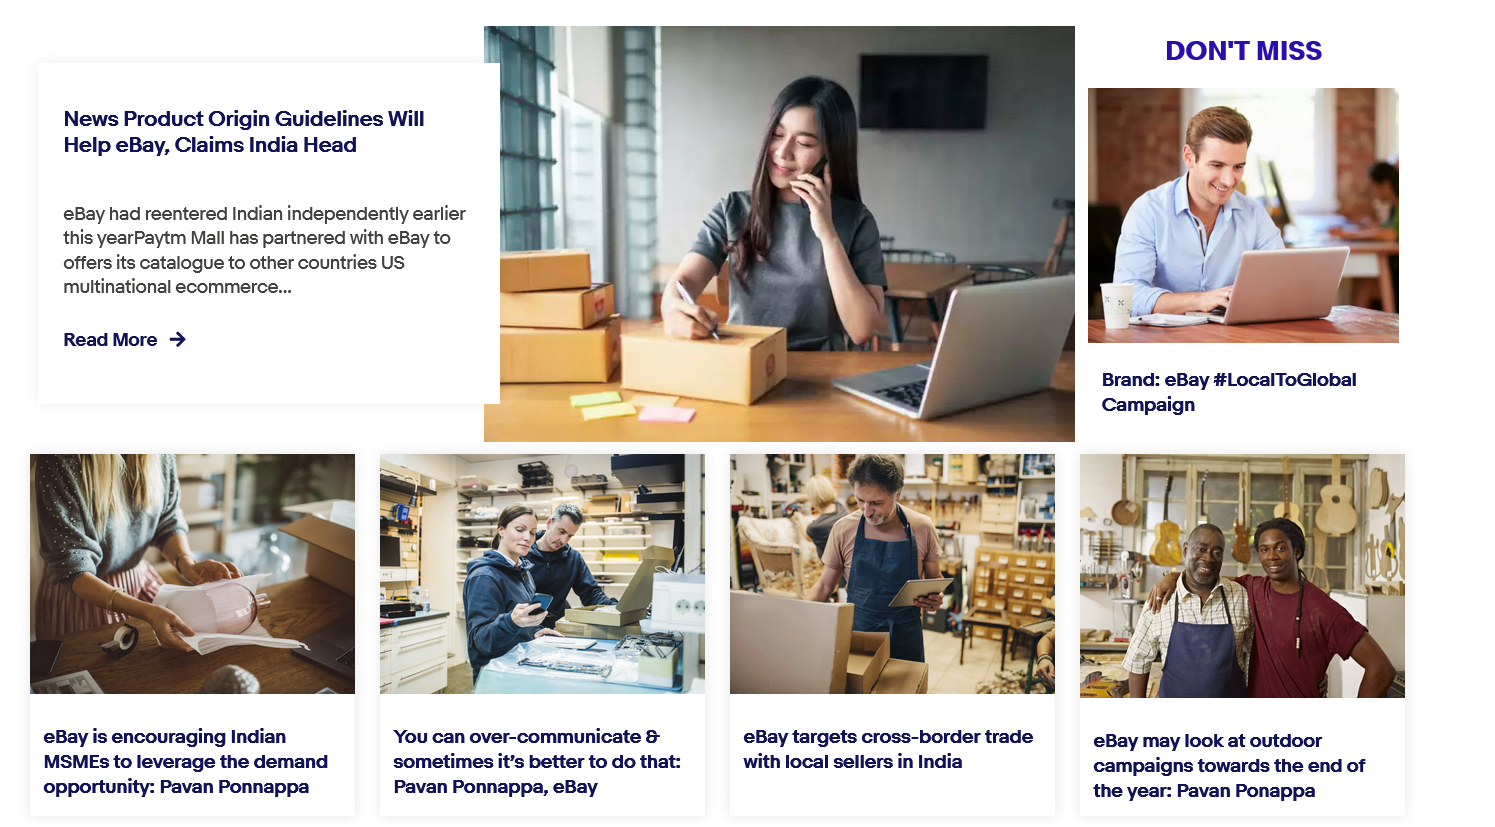 News Product Origin Guidelines Will
Help eBay, Claims India Head
eBay had reentered Indian independently earlier
this yearPaytm Mall has partnered with eBay to
offers its catalogue to other countries US
multinational ecommerce...
Read More →
DON'T MISS
Brand: eBay #LocalToGlobal
Campaign
eBay is encouraging Indian
MSMEs to leverage the demand
opportunity: Pavan Ponnappa
You can over-communicate &
sometimes it’s better to do that:
Pavan Ponnappa, eBay
eBay targets cross-border trade
with local sellers in India
eBay may look at outdoor
campaigns towards the end of
the year: Pavan Ponappa